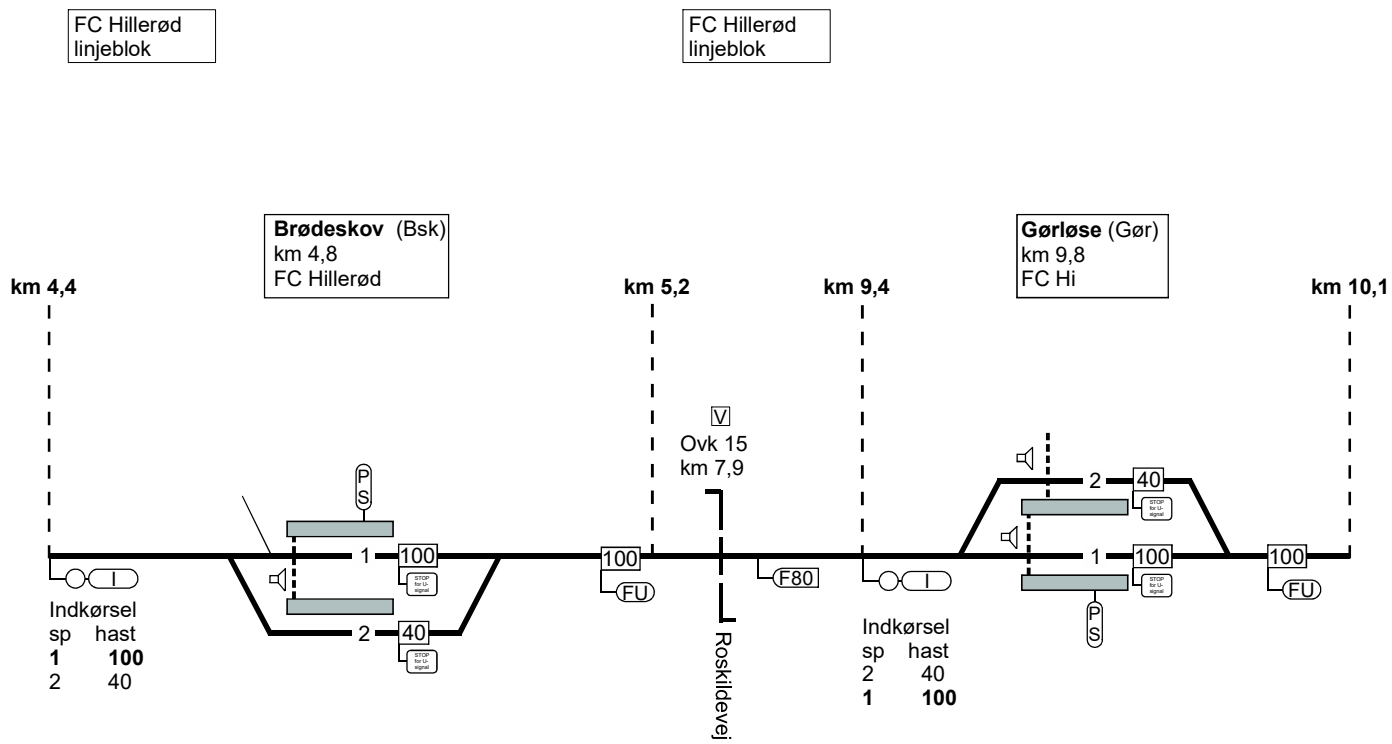 FC Hillerød
linjeblok
FC Hillerød
linjeblok
Brødeskov (Bsk)
km 4,8
FC Hillerød
Gørløse (Gør)
km 9,8
FC Hi
km 4,4
km 5,2
km 9,4
km 10,1
V
Ovk 15
km 7,9
P
S
1
100
STOP
for U-
signal
2
40
STOP
for U-
signal
I
Indkørsel
sp hast
1 100
2 40
100
FU
Roskildevej
F80
I
Indkørsel
sp hast
2 40
1 100
2
40
STOP
for U-
signal
1
100
STOP
for U-
signal
P
S
100
FU